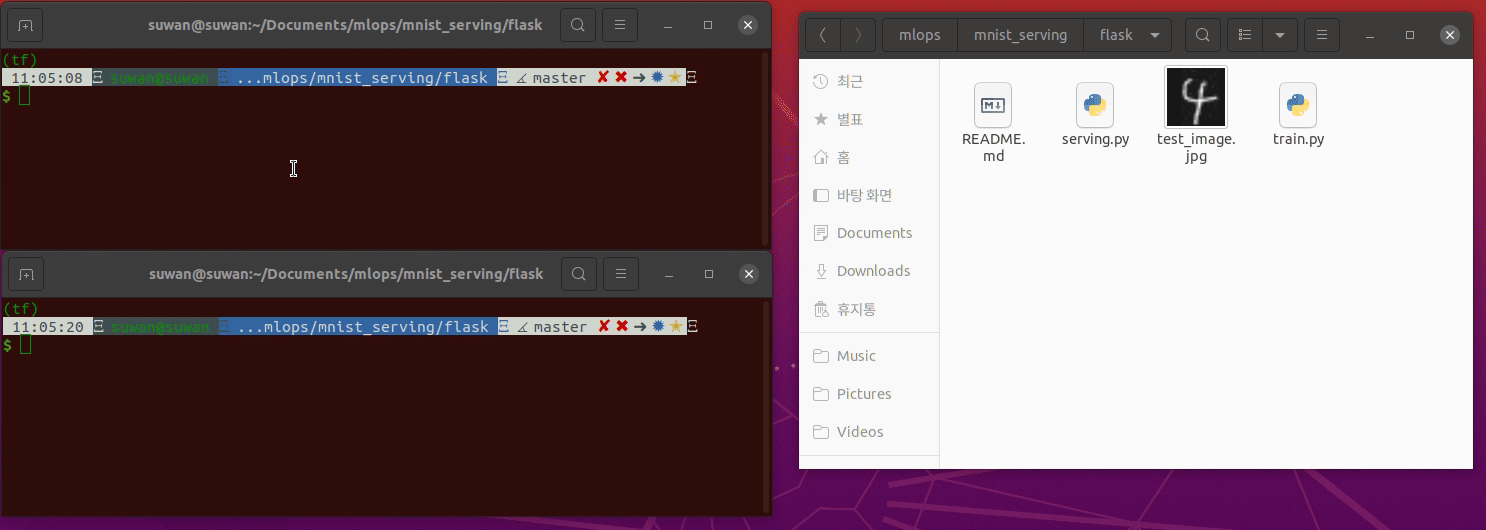 suwan@suwan:~/Documents/mlops/mnist_serving/flask
(tf)
11:05:08 suwan@suwan ...mlops/mnist_serving/flask master ✘ ✖ ➜ ✹ ✭
$
suwan@suwan:~/Documents/mlops/mnist_serving/flask
(tf)
11:05:20 suwan@suwan ...mlops/mnist_serving/flask master ✘ ✖ ➜ ✹ ✭
$
mlops mnist_serving flask
최근
별표
홈
바탕 화면
Documents
Downloads
휴지통
Music
Pictures
Videos
README.
md
serving.py
4
test_image.
jpg
train.py